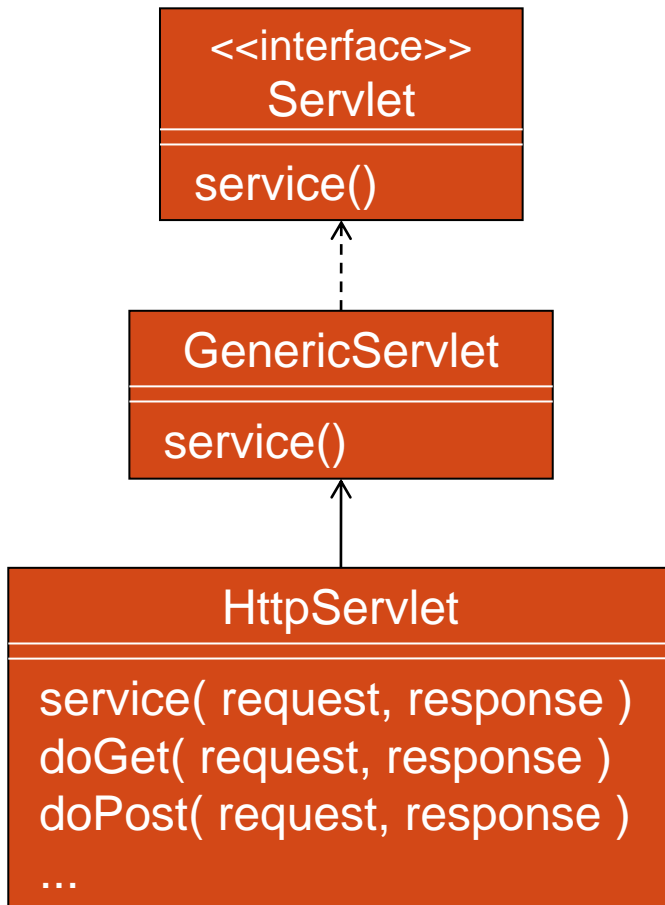 <<interface>>
Servlet
service()
GenericServlet
service()
HttpServlet
service( request, response )
doGet( request, response )
doPost( request, response )
...